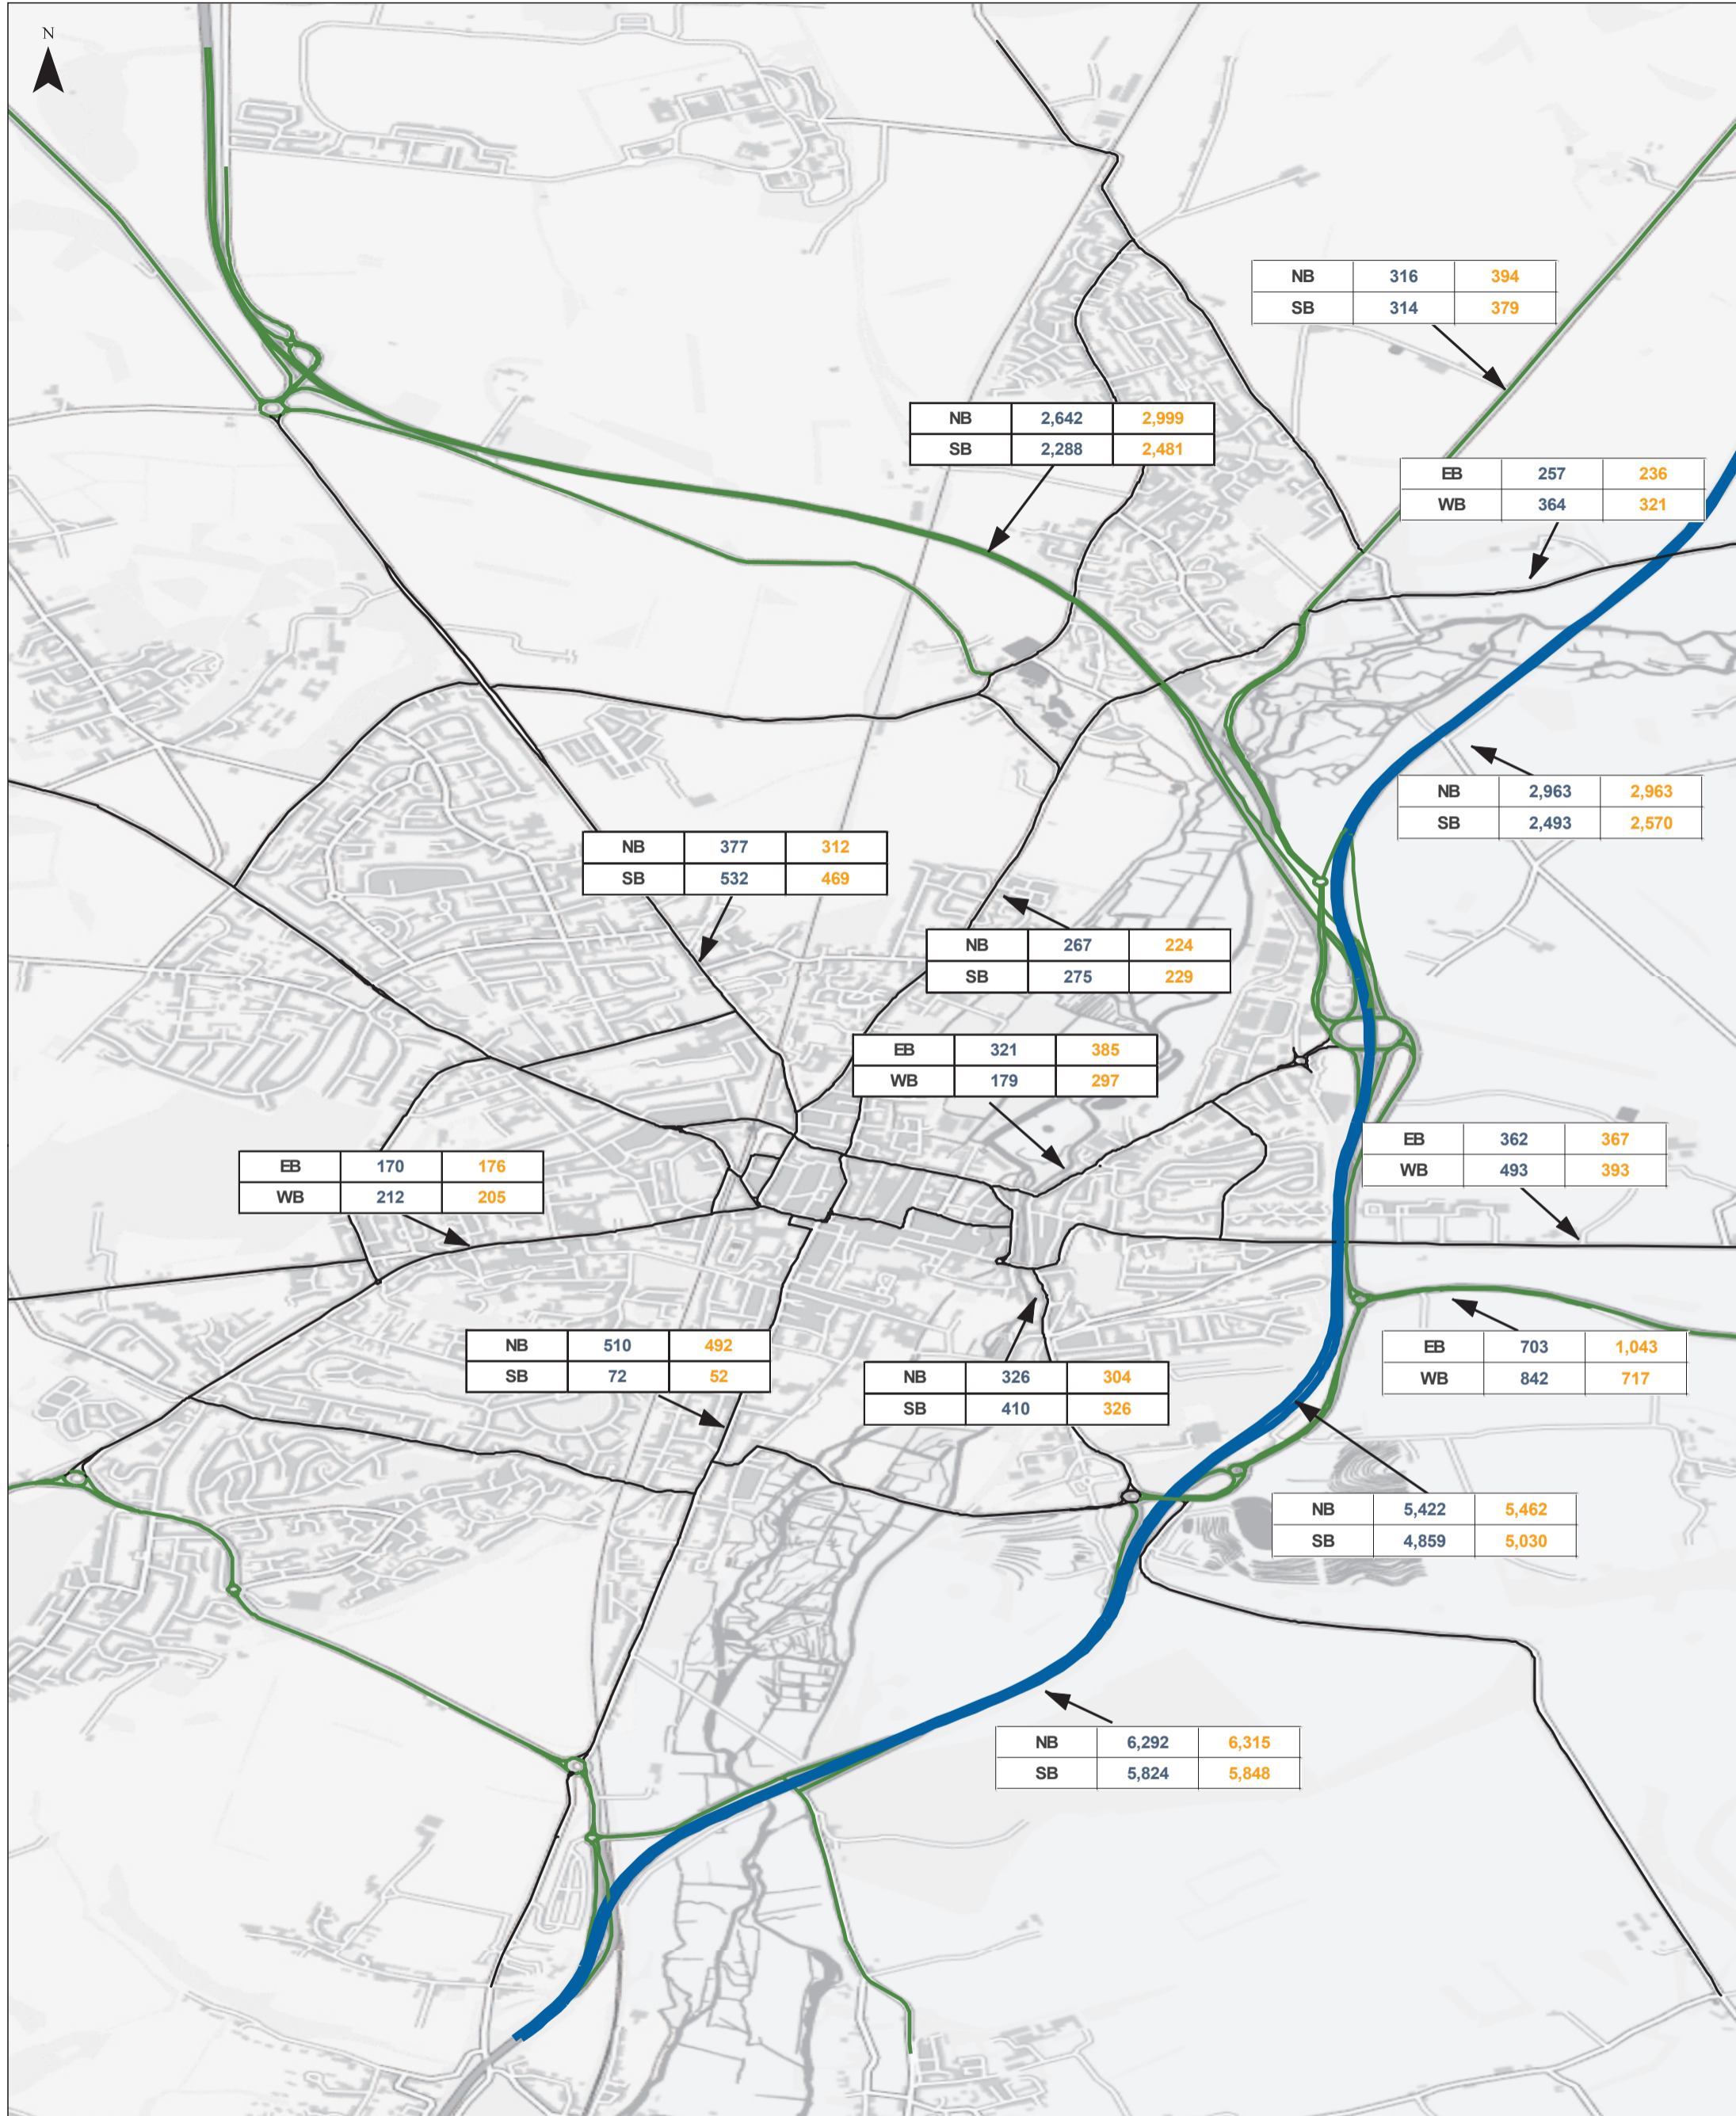 N
NB 316 394
SB 314 379
NB 2,642 2,999
SB 2,288 2,481
EB 257 236
WB 364 321
NB 2,963 2,963
SB 2,493 2,570
NB 377 312
SB 532 469
NB 267 224
SB 275 229
EB 321 385
WB 179 297
EB 362 367
WB 493 393
EB 170 176
WB 212 205
NB 510 492
SB 72 52
NB 326 304
SB 410 326
EB 703 1,043
WB 842 717
NB 5,422 5,462
SB 4,859 5,030
NB 6,292 6,315
SB 5,824 5,848